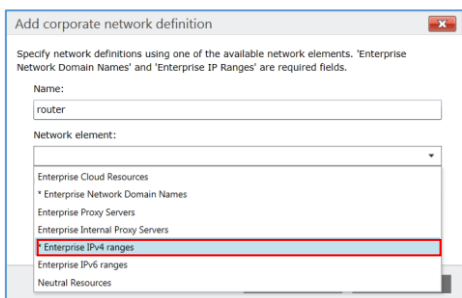 Add corporate network definition
Specify network definitions using one of the available network elements. 'Enterprise
Network Domain Names' and 'Enterprise IP Ranges' are required fields.
Name:
router
Network element:
Enterprise Cloud Resources
* Enterprise Network Domain Names
Enterprise Proxy Servers
Enterprise Internal Proxy Servers
* Enterprise IPv4 ranges
Enterprise IPv6 ranges
Neutral Resources